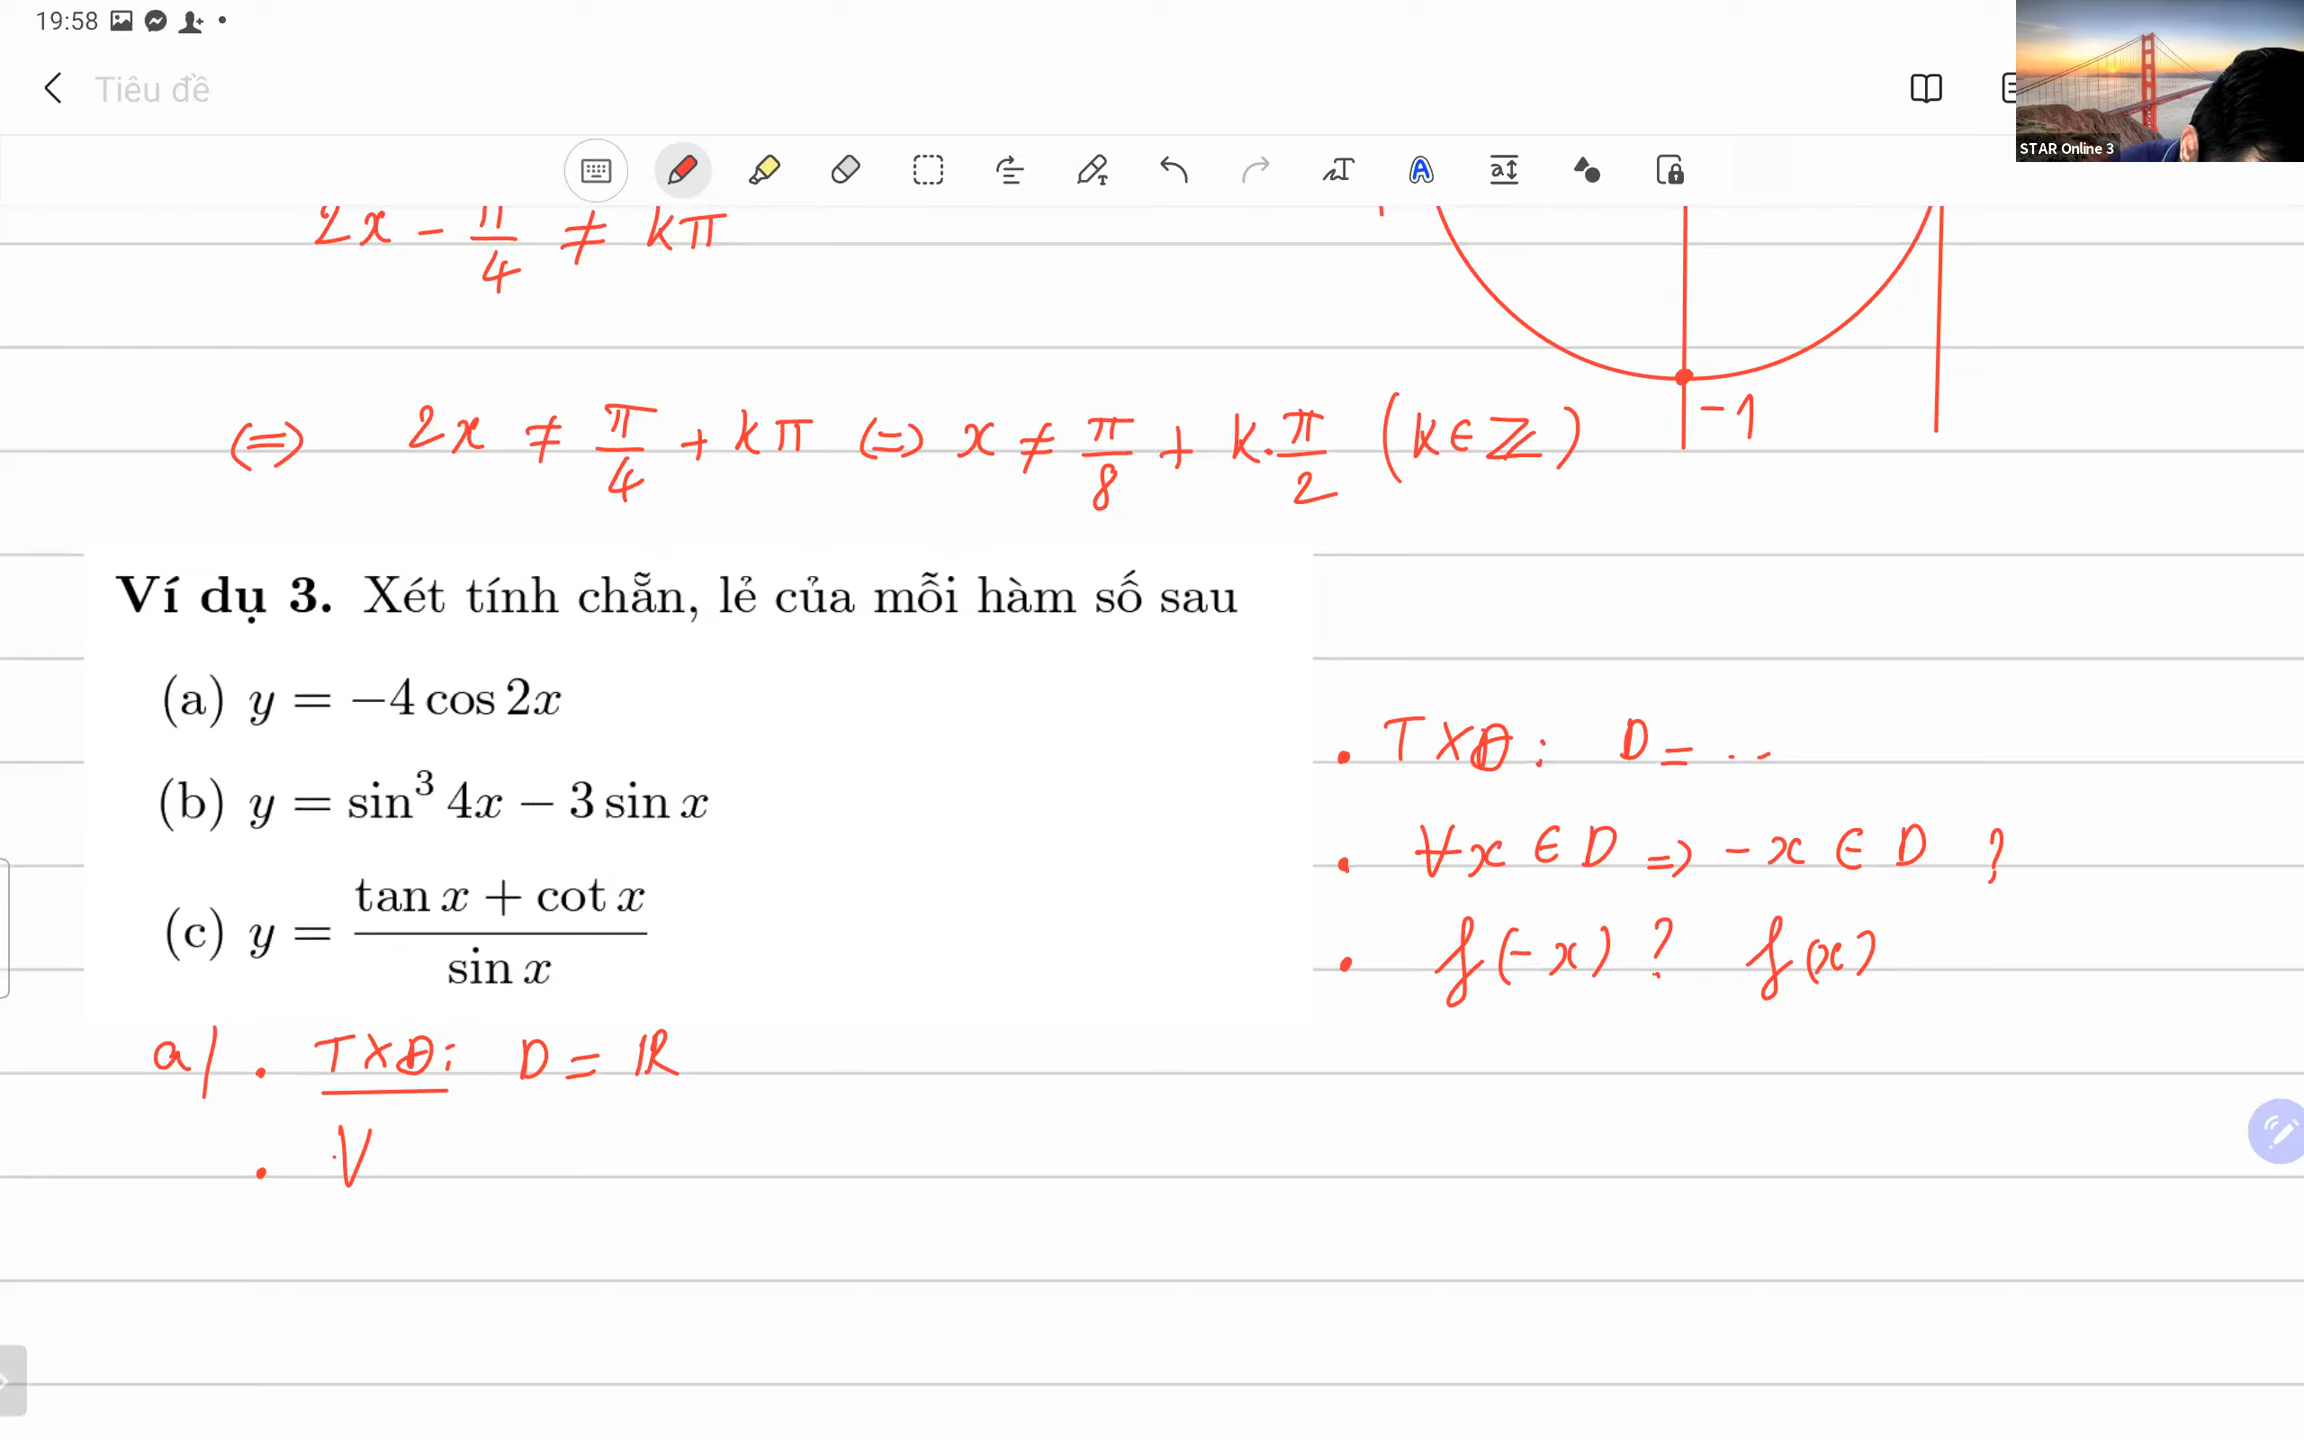 19:58
Tiêu đề
STAR Online 3
2x - π/4 ≠ kπ
-1
(=) 2x ≠ π/4 + kπ (=) x ≠ π/8 + k.π/2 (k∈ℤ)
Ví dụ 3. Xét tính chẵn, lẻ của mỗi hàm số sau
(a) y = −4 cos 2x
(b) y = sin³ 4x − 3 sin x
(c) y = (tan x + cot x)/(sin x)
• TXĐ: D = ...
• ∀x ∈ D => -x ∈ D ?
• f(-x) ? f(x)
a/ • TXĐ: D = ℝ
• V